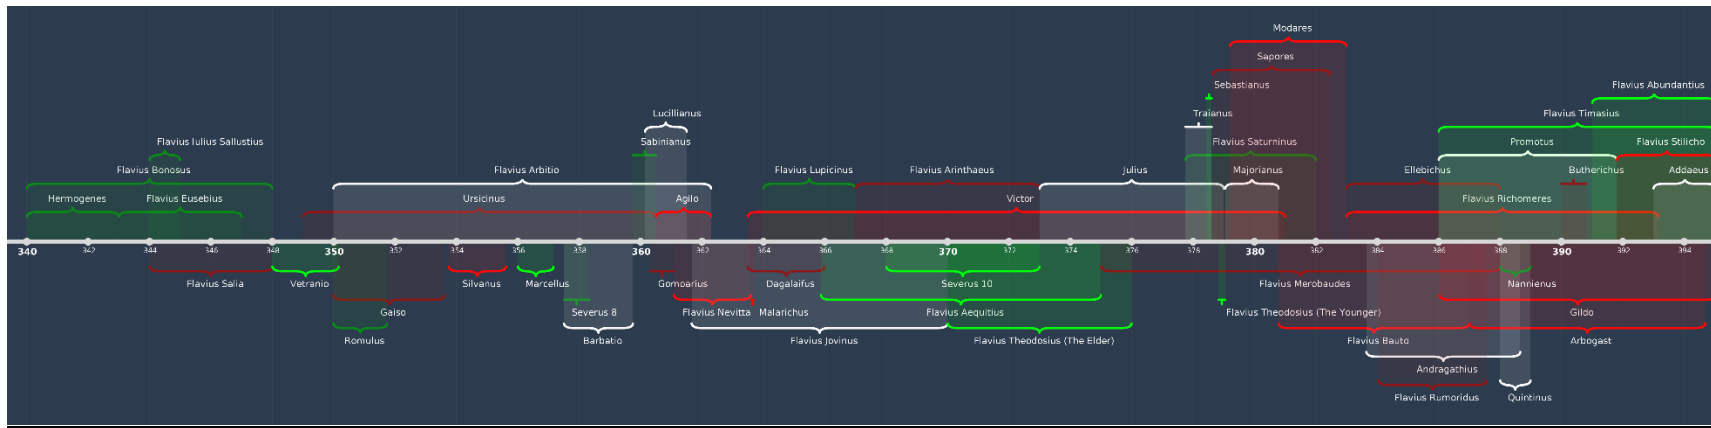 Modares
Sapores
Sebastianus
Flavius Abundantius
Lucillianus
Traianus
Flavius Timasius
Flavius Iulius Sallustius
Sabinianus
Flavius Saturninus
Promotus
Flavius Stilicho
Flavius Bonosus
Flavius Arbitio
Flavius Lupicinus
Flavius Arinthaeus
Julius
Majorianus
Ellebichus
Butherichus
Addaeus
Hermogenes
Flavius Eusebius
Ursicinus
Agilo
Victor
Flavius Richomeres
340 342 344 346 348 350 352 354 356 358 360 362 364 366 368 370 372 374 376 378 380 382 384 386 388 390 392 394
Flavius Salia
Vetranio
Silvanus
Marcellus
Gomoarius
Dagalaifus
Severus 10
Flavius Merobaudes
Nannienus
Gaiso
Severus 8
Flavius Nevitta
Malarichus
Flavius Aequitius
Flavius Theodosius (The Younger)
Gildo
Romulus
Barbatio
Flavius Jovinus
Flavius Theodosius (The Elder)
Flavius Bauto
Arbogast
Andragathius
Flavius Rumoridus
Quintinus